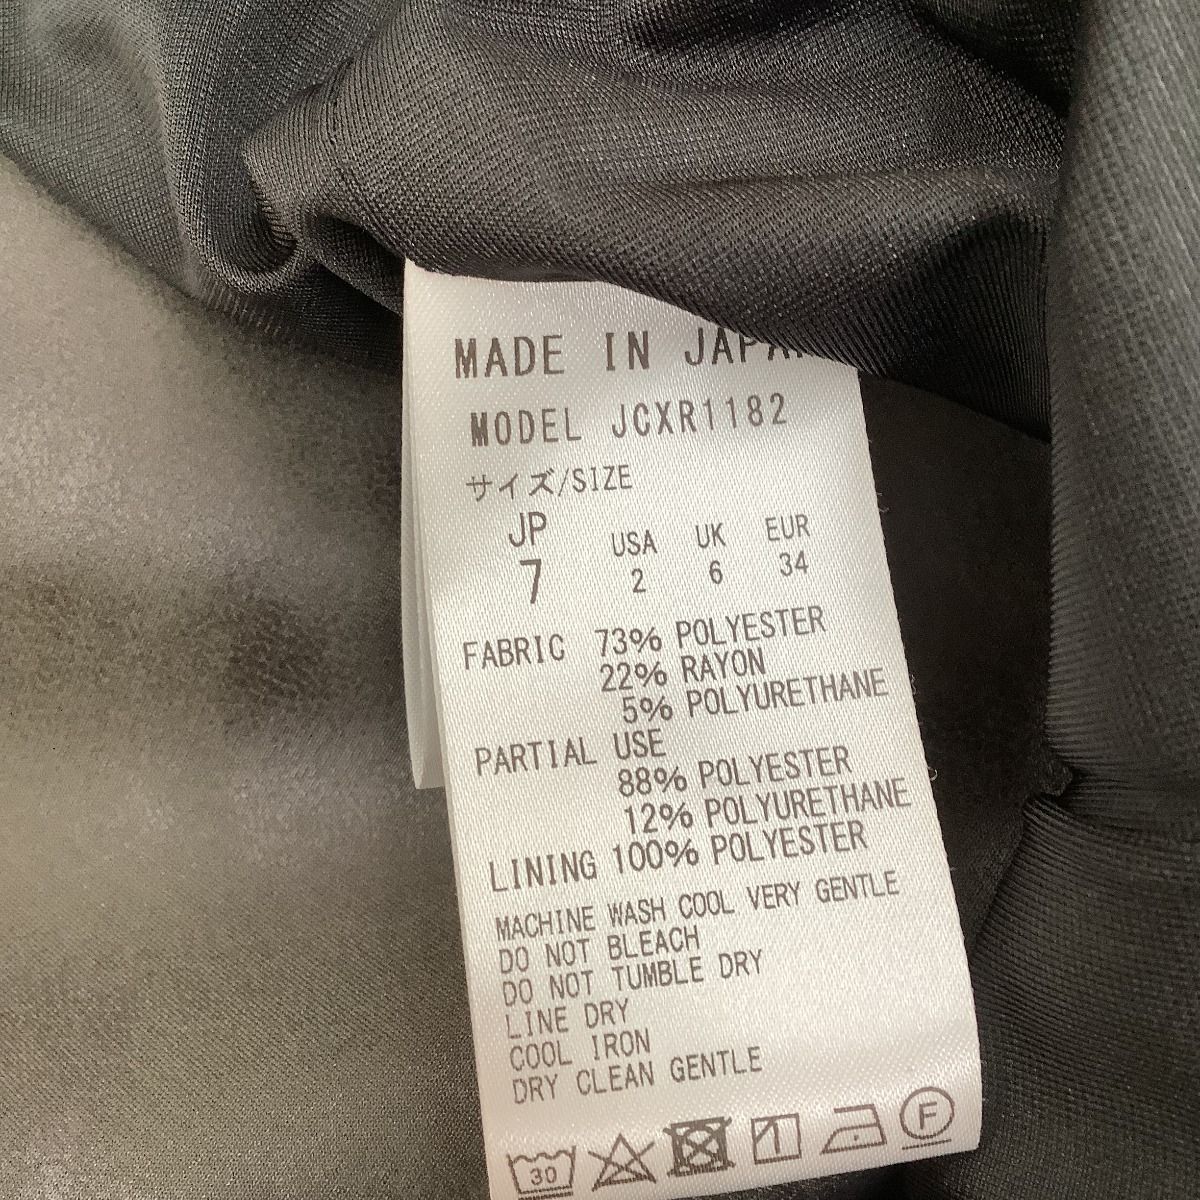 MADE IN JAPAN
MODEL JCXR1182
サイズ/SIZE
JP USA UK EUR
7 2 6 34
FABRIC 73% POLYESTER
22% RAYON
5% POLYURETHANE
PARTIAL USE
88% POLYESTER
12% POLYURETHANE
LINING 100% POLYESTER
MACHINE WASH COOL VERY GENTLE
DO NOT BLEACH
DO NOT TUMBLE DRY
LINE DRY
COOL IRON
DRY CLEAN GENTLE
30 F